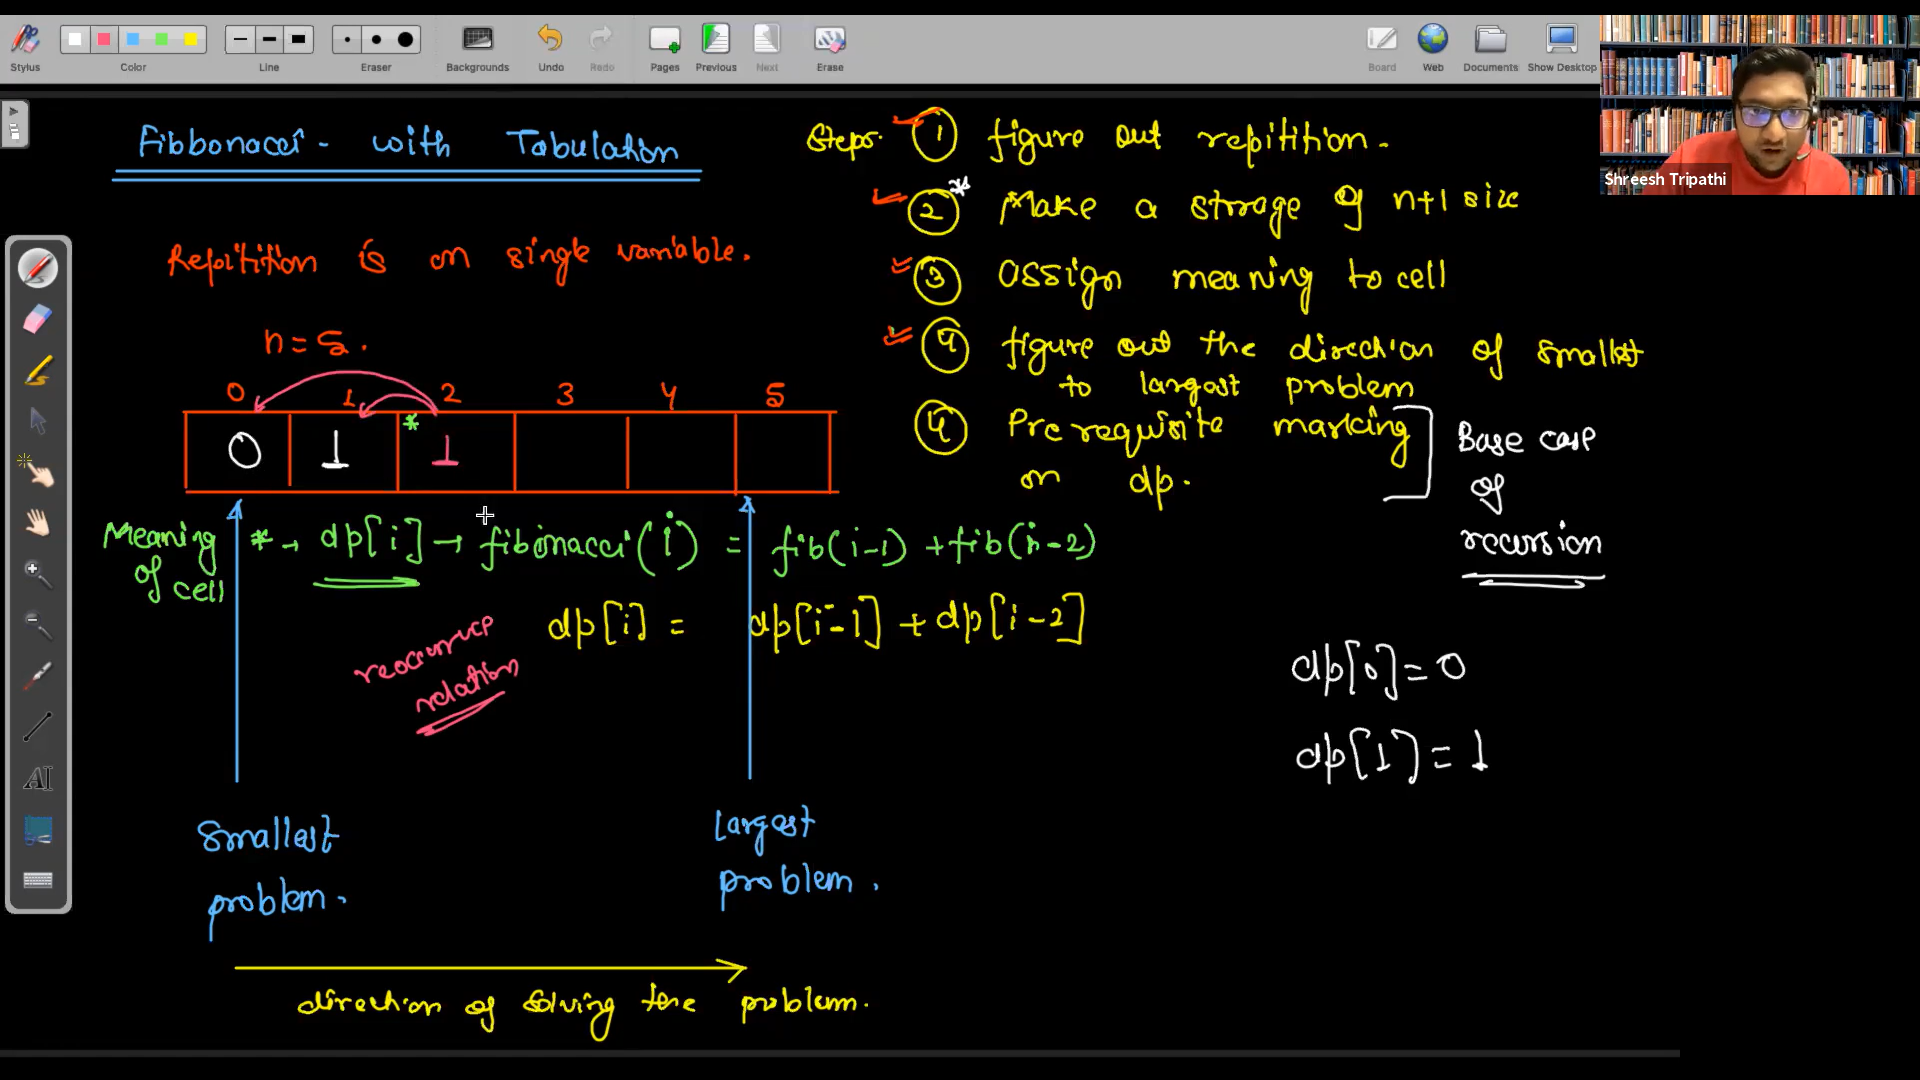 Stylus
Color
Line
Eraser
Backgrounds
Undo
Redo
Pages
Previous
Next
Erase
Board
Web
Documents
Show Desktop
Shreesh Tripathi
Fibbonacci - with Tabulation
Repitition is on single variable.
n = 5.
0 1 2 3 4 5
0 1 * 1
Meaning of cell
* → dp[i] → fibonacci(i) = fib(i-1) + fib(n-2)
dp[i] = dp[i-1] + dp[i-2]
reccurrence
relation
Smallest
problem.
Largest
problem.
direction of solving the problem.
Steps.
1 figure out repitition.
2 * Make a storage of n+1 size
3 Assign meaning to cell
4 figure out the direction of smallest
to largest problem
4 Prerequisite marking
on dp.
Base case
of
recursion
dp[0] = 0
dp[1] = 1
AI